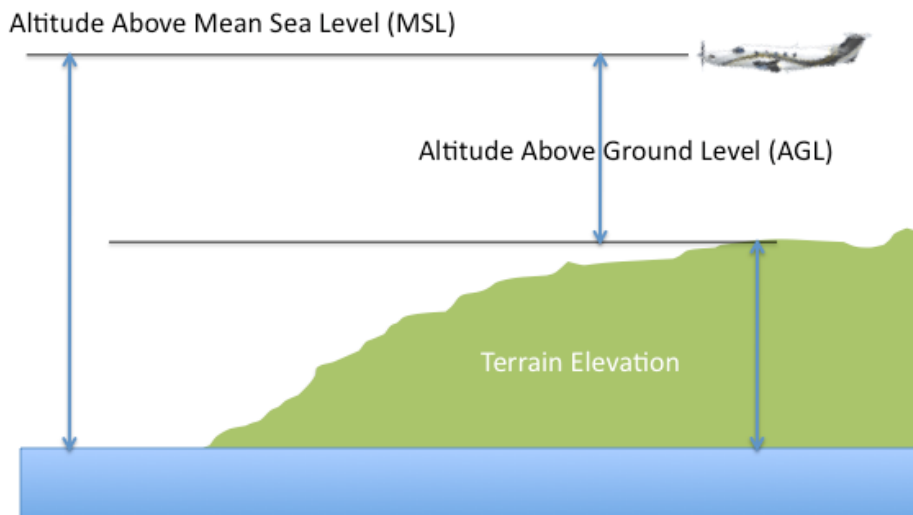 Altitude Above Mean Sea Level (MSL)
Altitude Above Ground Level (AGL)
Terrain Elevation